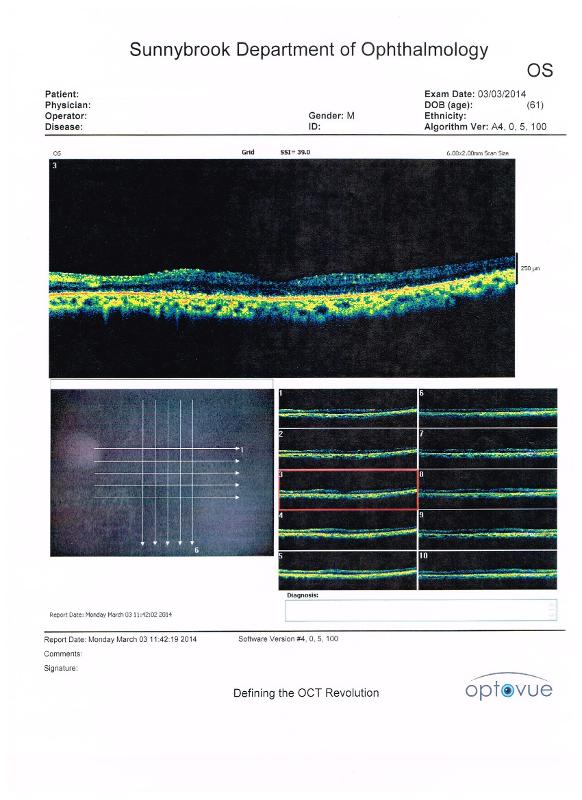 Sunnybrook Department of Ophthalmology
OS
Patient:
Physician:
Operator:
Disease:
Gender: M
ID:
Exam Date: 03/03/2014
DOB (age): (61)
Ethnicity:
Algorithm Ver: A4, 0, 5, 100
OS Grid SSI= 39.0 6.00x2.00mm Scan Size
3
250 µm
1
6
1
2
3
4
5
6
7
8
9
10
Diagnosis:
Report Date: Monday March 03 11:42:02 2014
Report Date: Monday March 03 11:42:19 2014 Software Version #4, 0, 5, 100
Comments:
Signature:
Defining the OCT Revolution
optovue